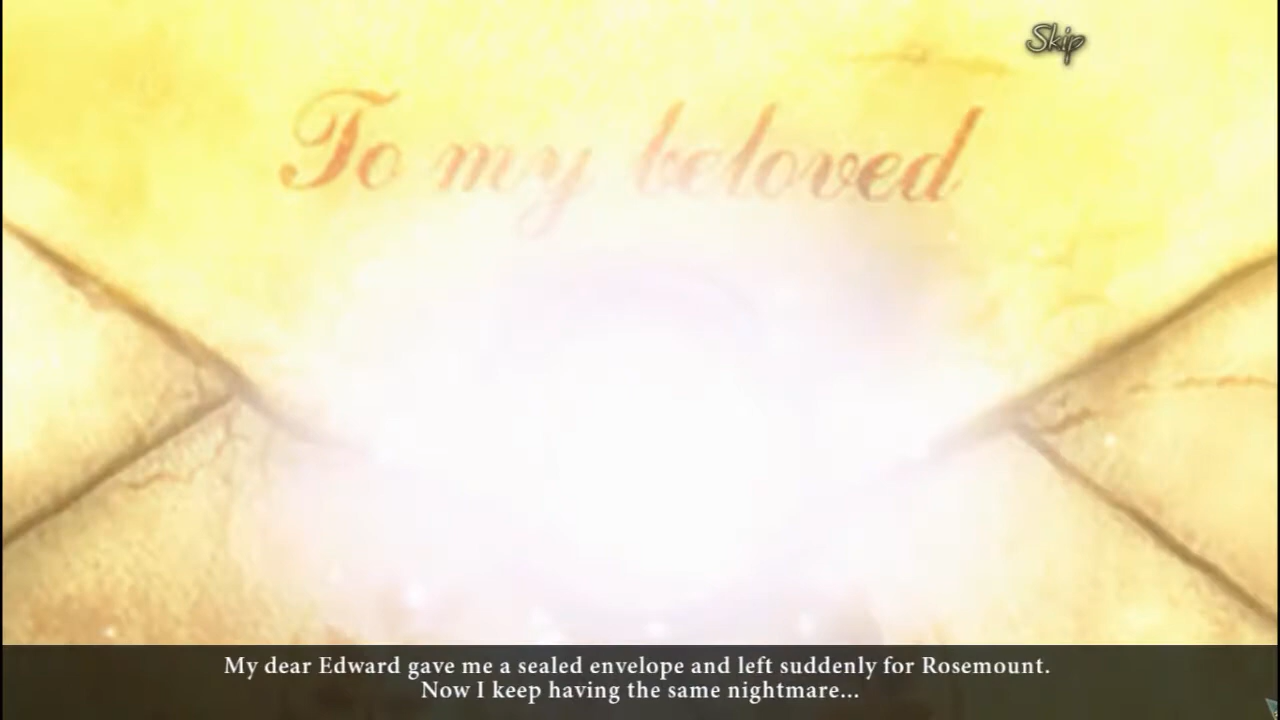 Skip
To my beloved
My dear Edward gave me a sealed envelope and left suddenly for Rosemount.
Now I keep having the same nightmare...